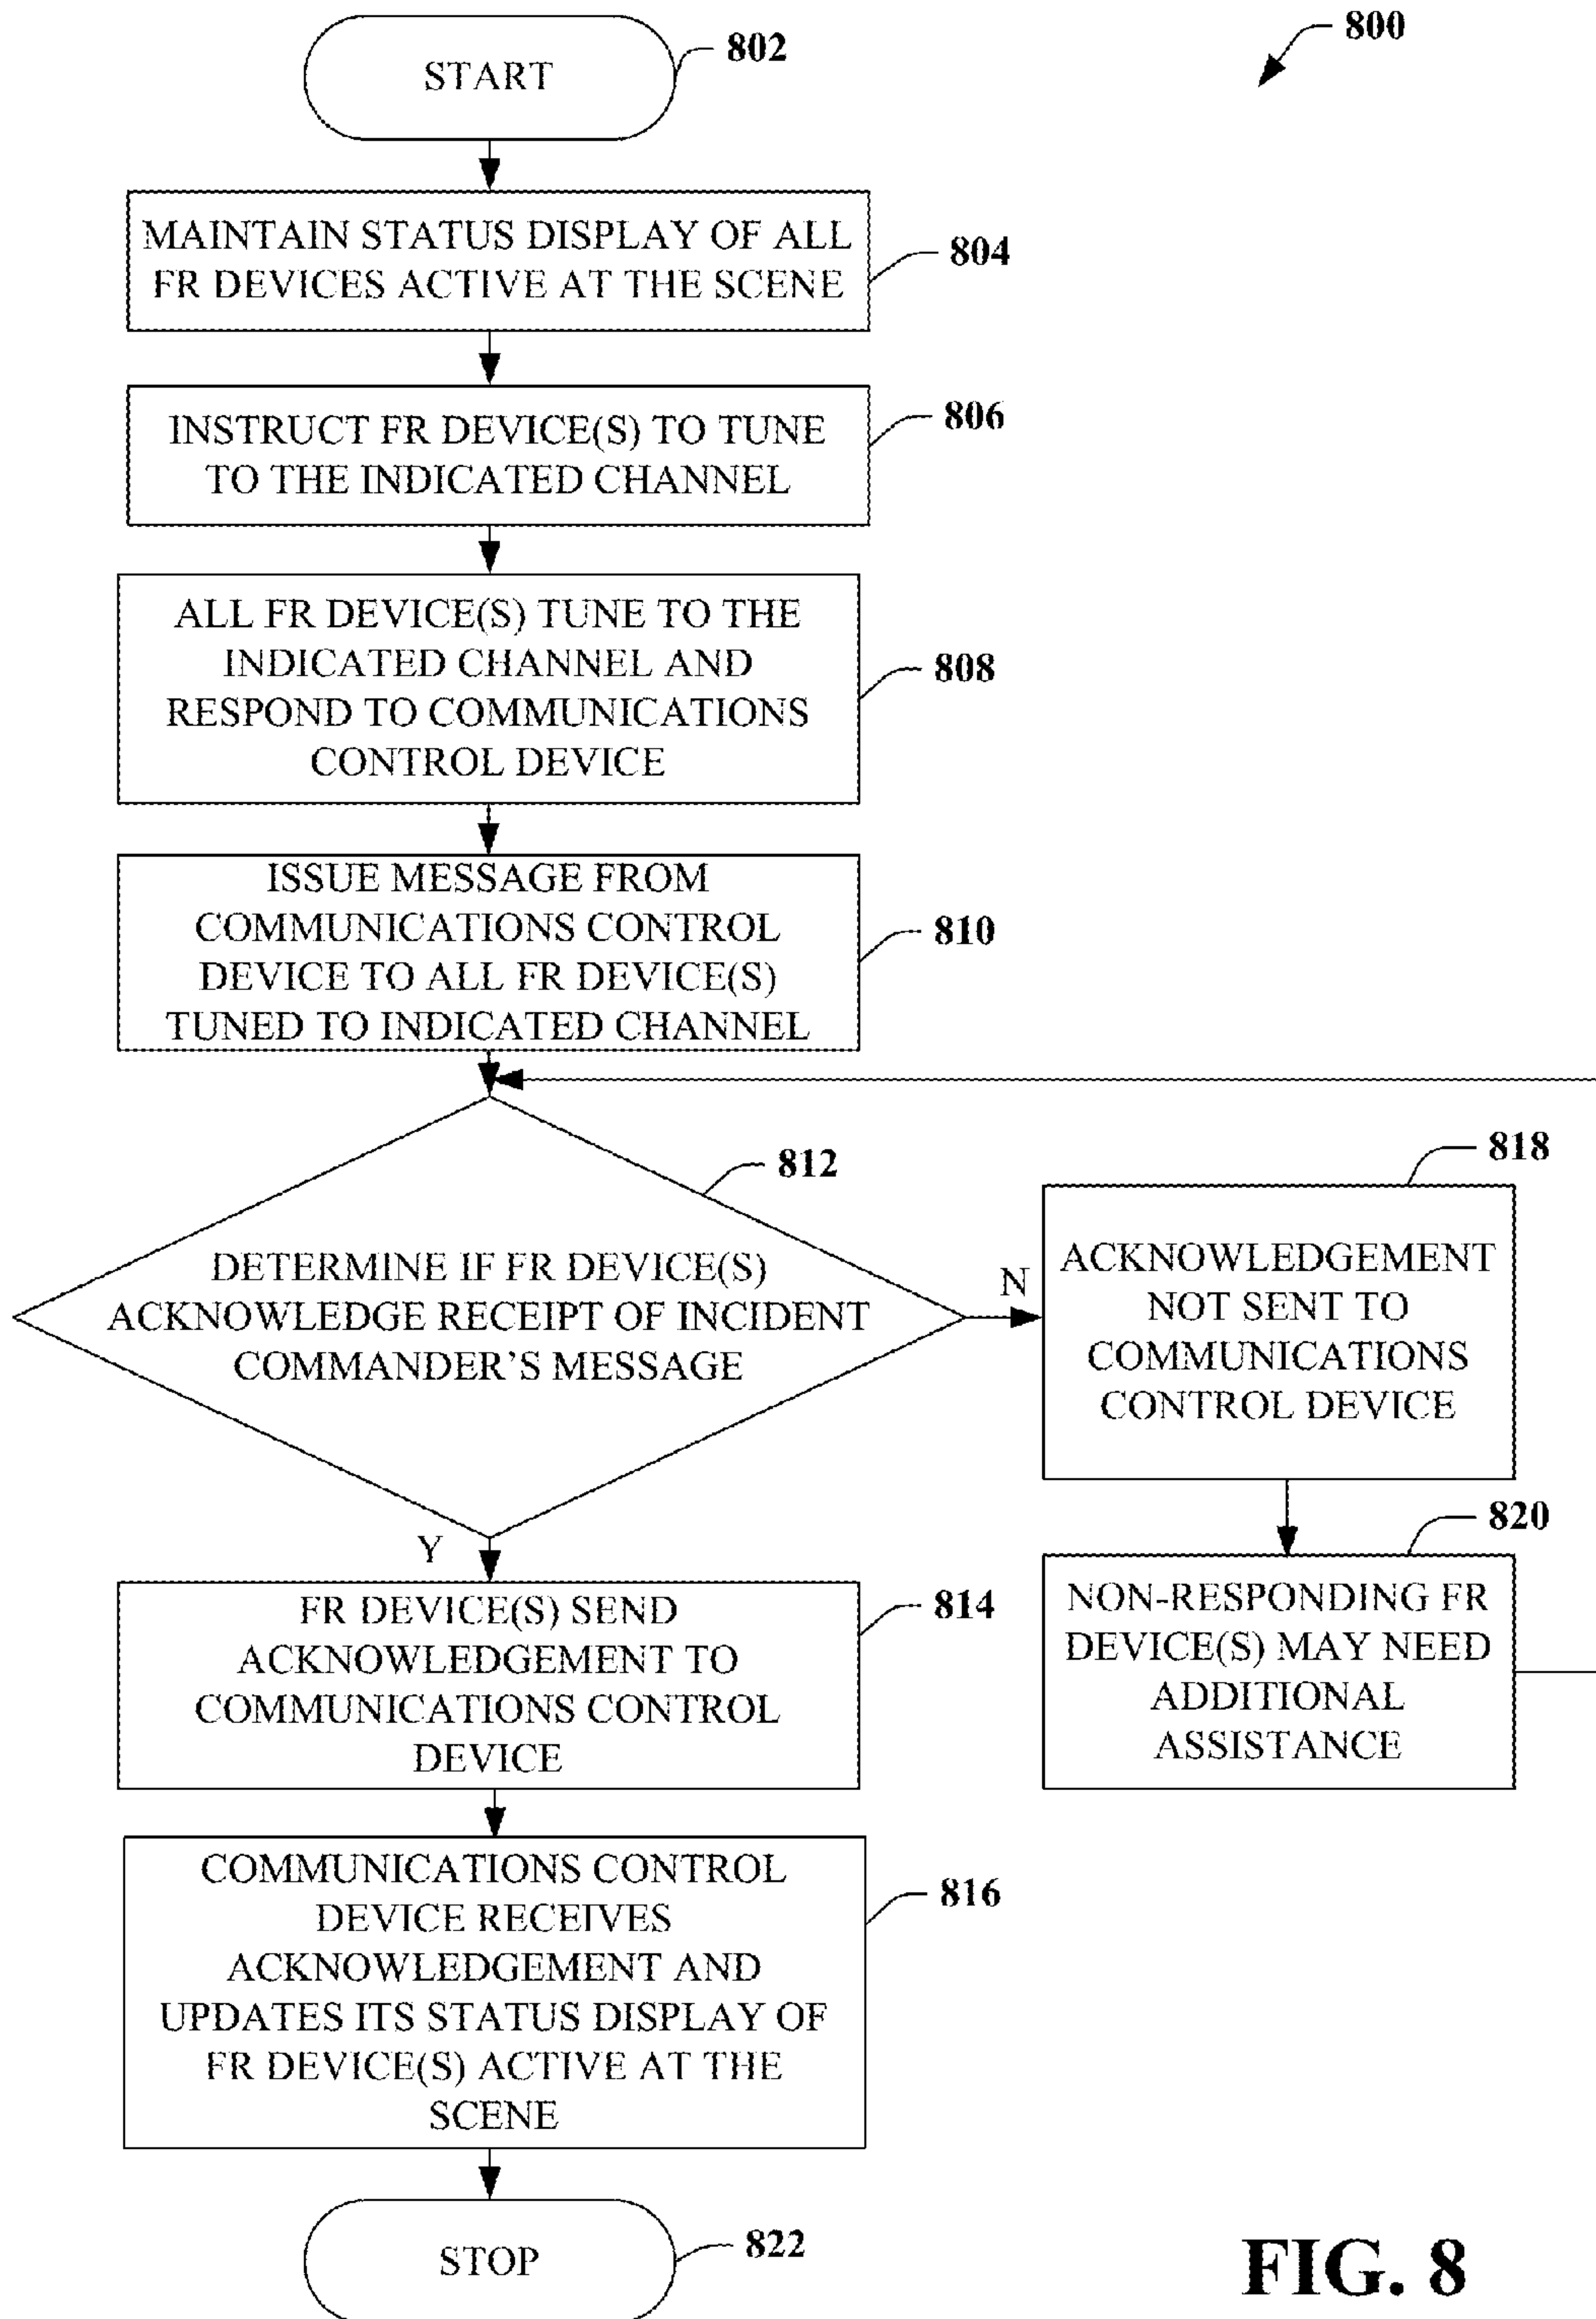 800
START
802
MAINTAIN STATUS DISPLAY OF ALL
FR DEVICES ACTIVE AT THE SCENE
804
INSTRUCT FR DEVICE(S) TO TUNE
TO THE INDICATED CHANNEL
806
ALL FR DEVICE(S) TUNE TO THE
INDICATED CHANNEL AND
RESPOND TO COMMUNICATIONS
CONTROL DEVICE
808
ISSUE MESSAGE FROM
COMMUNICATIONS CONTROL
DEVICE TO ALL FR DEVICE(S)
TUNED TO INDICATED CHANNEL
810
812
DETERMINE IF FR DEVICE(S)
ACKNOWLEDGE RECEIPT OF INCIDENT
COMMANDER'S MESSAGE
N
818
ACKNOWLEDGEMENT
NOT SENT TO
COMMUNICATIONS
CONTROL DEVICE
820
NON-RESPONDING FR
DEVICE(S) MAY NEED
ADDITIONAL
ASSISTANCE
Y
FR DEVICE(S) SEND
ACKNOWLEDGEMENT TO
COMMUNICATIONS CONTROL
DEVICE
814
COMMUNICATIONS CONTROL
DEVICE RECEIVES
ACKNOWLEDGEMENT AND
UPDATES ITS STATUS DISPLAY OF
FR DEVICE(S) ACTIVE AT THE
SCENE
816
STOP
822
FIG. 8